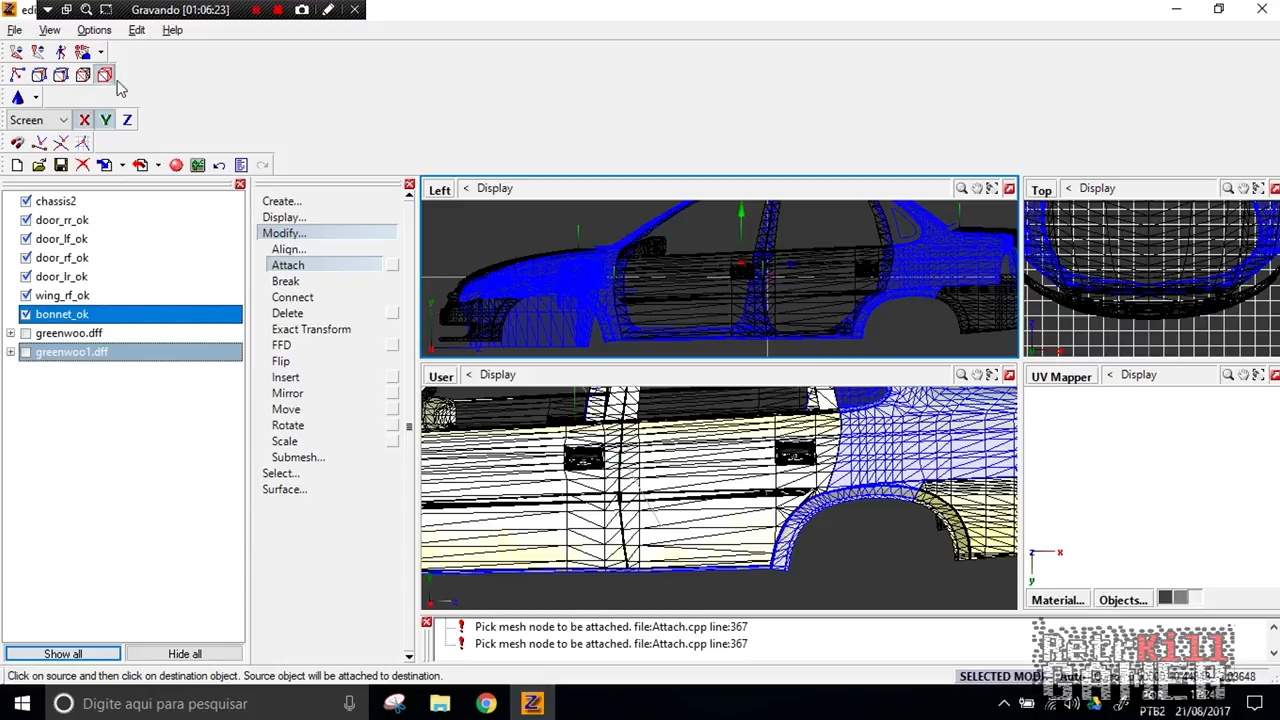 edi
Gravando [01:06:23]
File View Options Edit Help
Screen X Y Z
chassis2
door_rr_ok
door_lf_ok
door_rf_ok
door_lr_ok
wing_rf_ok
bonnet_ok
greenwoo.dff
greenwoo1.dff
Show all Hide all
Create...
Display...
Modify...
Align...
Attach
Break
Connect
Delete
Exact Transform
FFD
Flip
Insert
Mirror
Move
Rotate
Scale
Submesh...
Select...
Surface...
Left < Display
Top < Display
User < Display
UV Mapper < Display
z x
y
Material... Objects...
Pick mesh node to be attached. file:Attach.cpp line:367
Pick mesh node to be attached. file:Attach.cpp line:367
RetrKill
GAMER
Click on source and then click on destination object. Source object will be attached to destination.
SELECTED MOD
Digite aqui para pesquisar
PTB2 21/08/2017